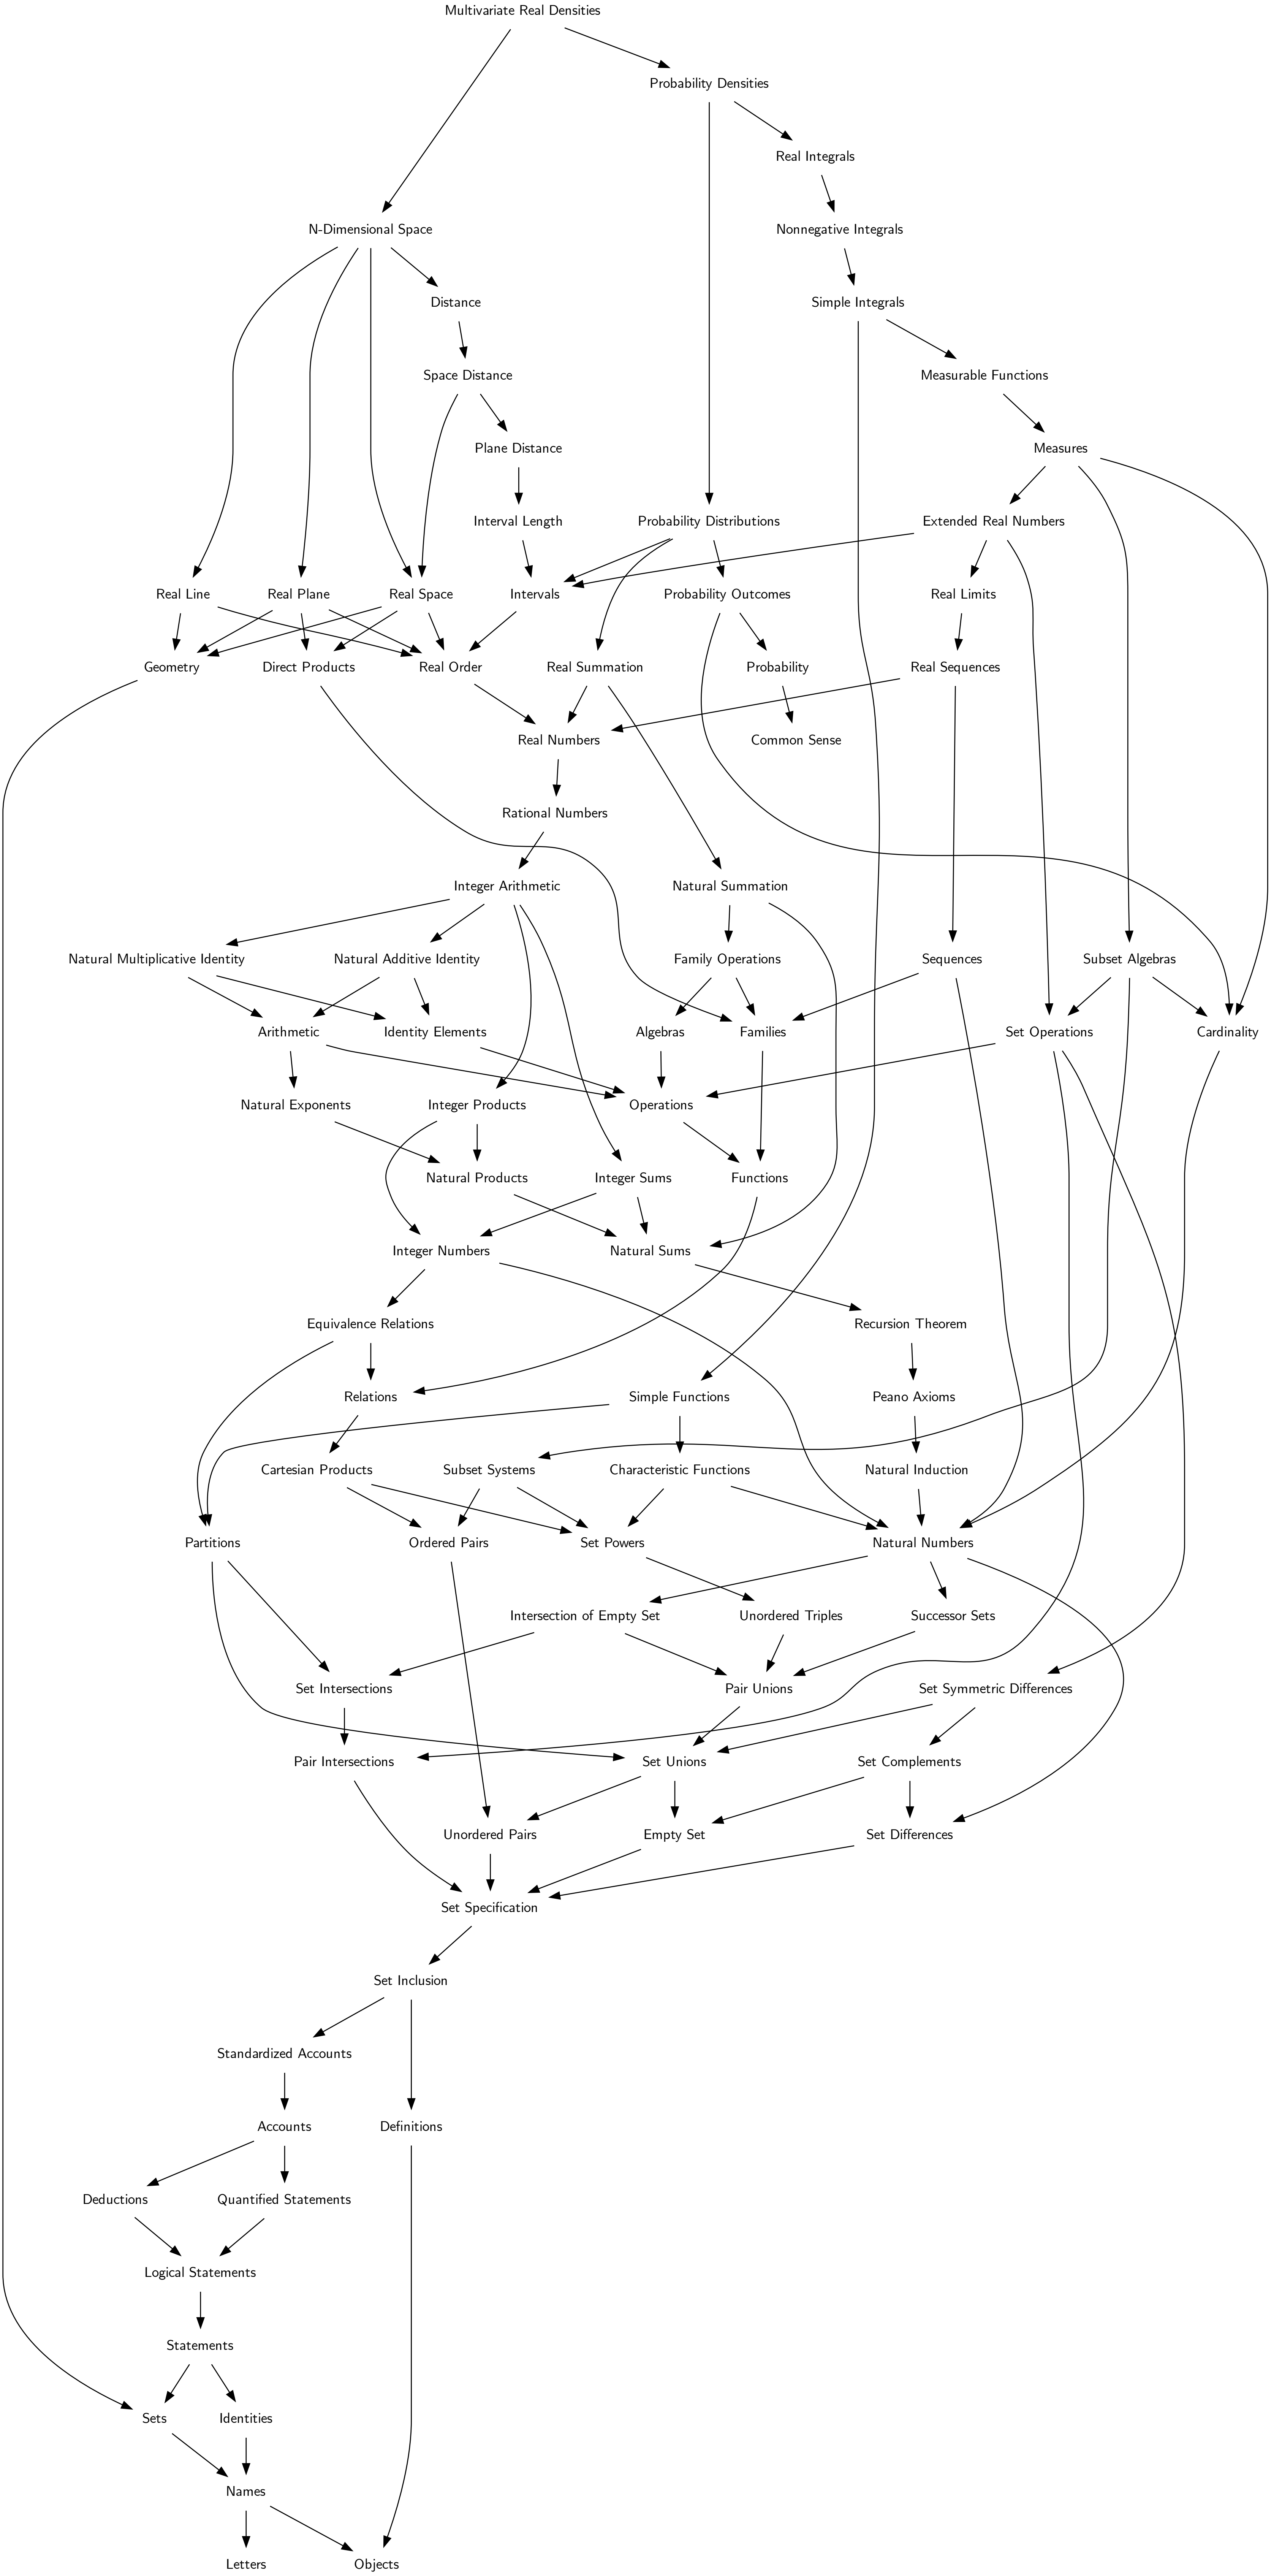 Multivariate Real Densities
Probability Densities
Real Integrals
N-Dimensional Space
Nonnegative Integrals
Distance
Simple Integrals
Space Distance
Measurable Functions
Plane Distance
Measures
Interval Length
Probability Distributions
Extended Real Numbers
Real Line
Real Plane
Real Space
Intervals
Probability Outcomes
Real Limits
Geometry
Direct Products
Real Order
Real Summation
Probability
Real Sequences
Real Numbers
Common Sense
Rational Numbers
Integer Arithmetic
Natural Summation
Natural Multiplicative Identity
Natural Additive Identity
Family Operations
Sequences
Subset Algebras
Arithmetic
Identity Elements
Algebras
Families
Set Operations
Cardinality
Natural Exponents
Integer Products
Operations
Natural Products
Integer Sums
Functions
Integer Numbers
Natural Sums
Equivalence Relations
Recursion Theorem
Relations
Simple Functions
Peano Axioms
Cartesian Products
Subset Systems
Characteristic Functions
Natural Induction
Partitions
Ordered Pairs
Set Powers
Natural Numbers
Intersection of Empty Set
Unordered Triples
Successor Sets
Set Intersections
Pair Unions
Set Symmetric Differences
Pair Intersections
Set Unions
Set Complements
Unordered Pairs
Empty Set
Set Differences
Set Specification
Set Inclusion
Standardized Accounts
Accounts
Definitions
Deductions
Quantified Statements
Logical Statements
Statements
Sets
Identities
Names
Letters
Objects